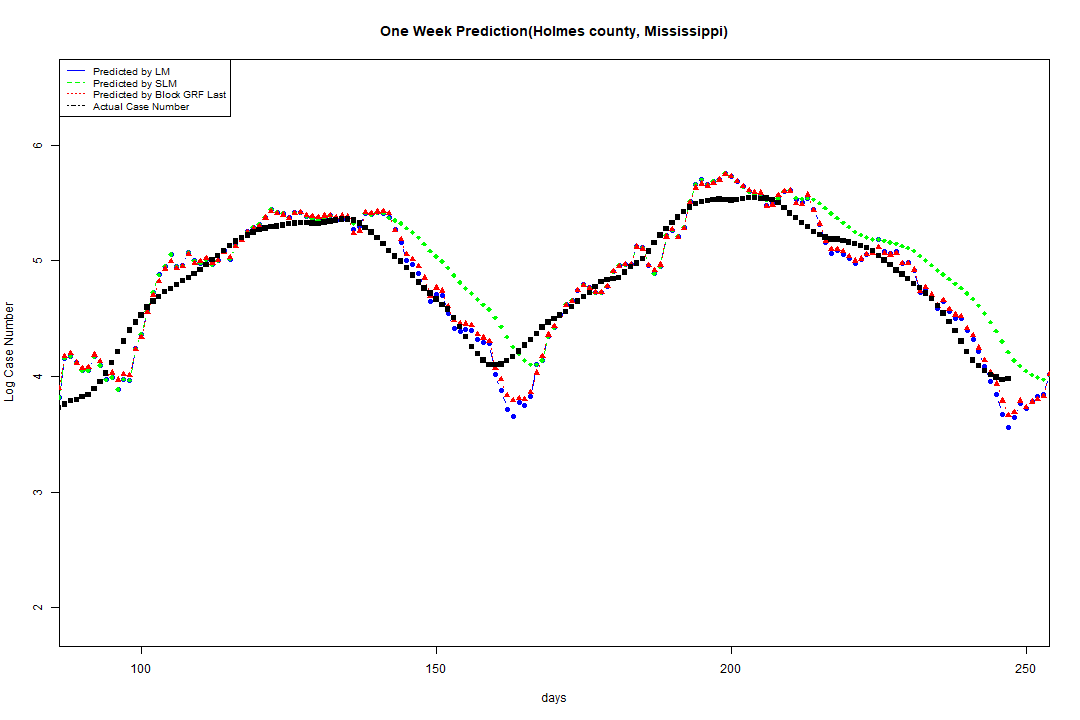 One Week Prediction(Holmes county, Mississippi)
Predicted by LM
Predicted by SLM
Predicted by Block GRF Last
Actual Case Number
6
5
4
3
2
Log Case Number
100 150 200 250
days